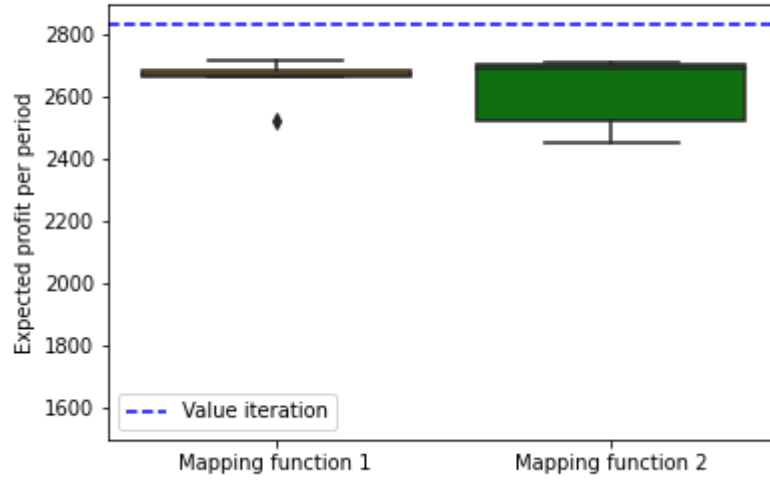 Expected profit per period
2800
2600
2400
2200
2000
1800
1600
Value iteration
Mapping function 1
Mapping function 2